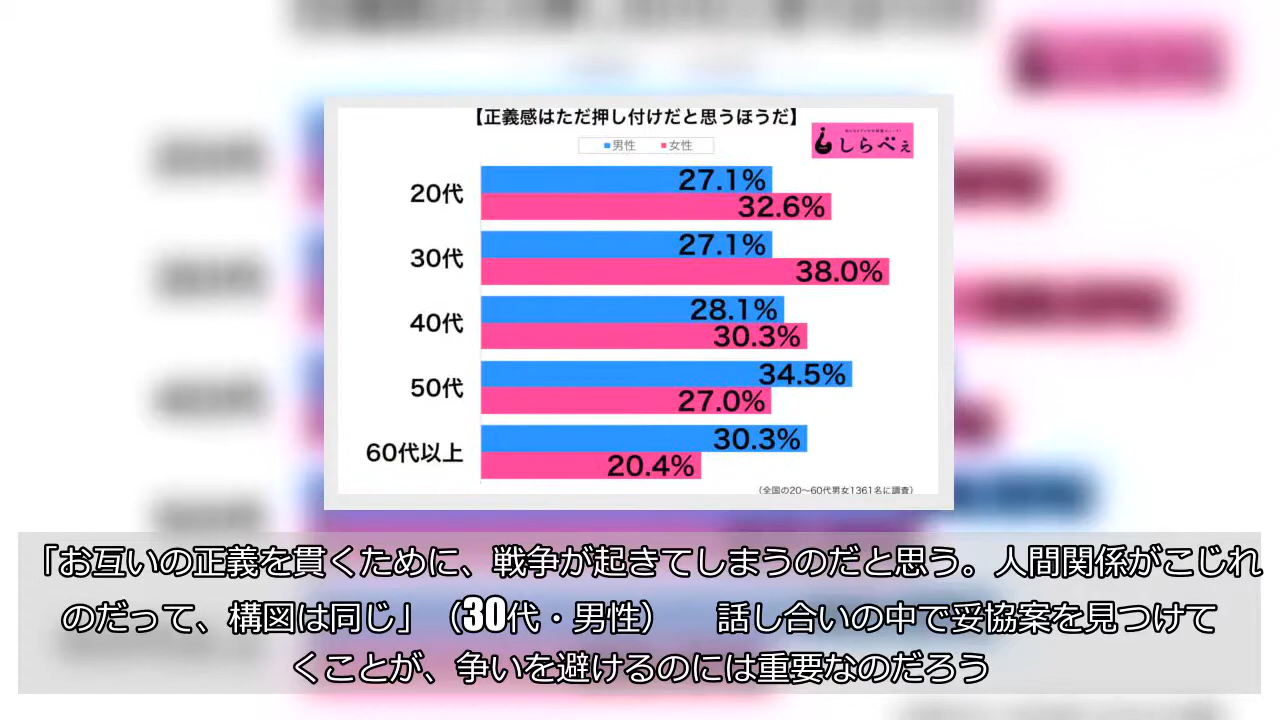 【正義感はただ押し付けだと思うほうだ】
男性 女性
しらべぇ
20代
27.1%
32.6%
30代
27.1%
38.0%
40代
28.1%
30.3%
50代
34.5%
27.0%
60代以上
30.3%
20.4%
（全国の20〜60代男女1361名に調査）
「お互いの正義を貫くために、戦争が起きてしまうのだと思う。人間関係がこじれ
のだって、構図は同じ」（30代・男性）　話し合いの中で妥協案を見つけて
くことが、争いを避けるのには重要なのだろう